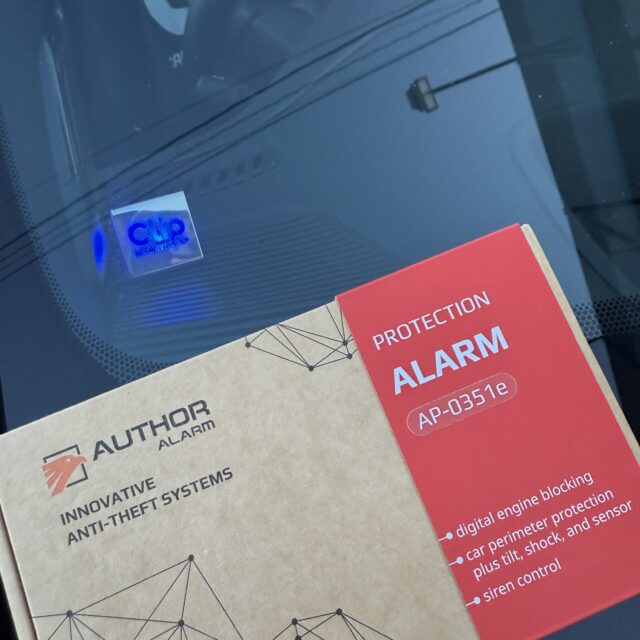 Clip
PROTECTION
ALARM
AP-0351e
AUTHOR
ALARM
INNOVATIVE
ANTI-THEFT SYSTEMS
digital engine blocking
car perimeter protection
plus tilt, shock, and sensor
siren control